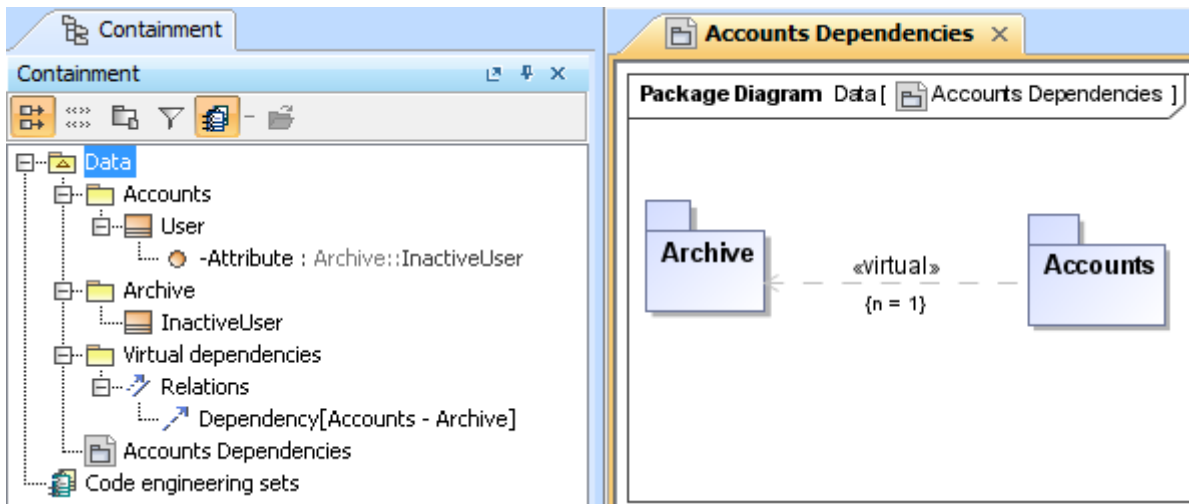 Containment
Containment
Data
Accounts
User
-Attribute : Archive::InactiveUser
Archive
InactiveUser
Virtual dependencies
Relations
Dependency[Accounts - Archive]
Accounts Dependencies
Code engineering sets
Accounts Dependencies
Package Diagram Data [ Accounts Dependencies ]
Archive
«virtual»
{n = 1}
Accounts